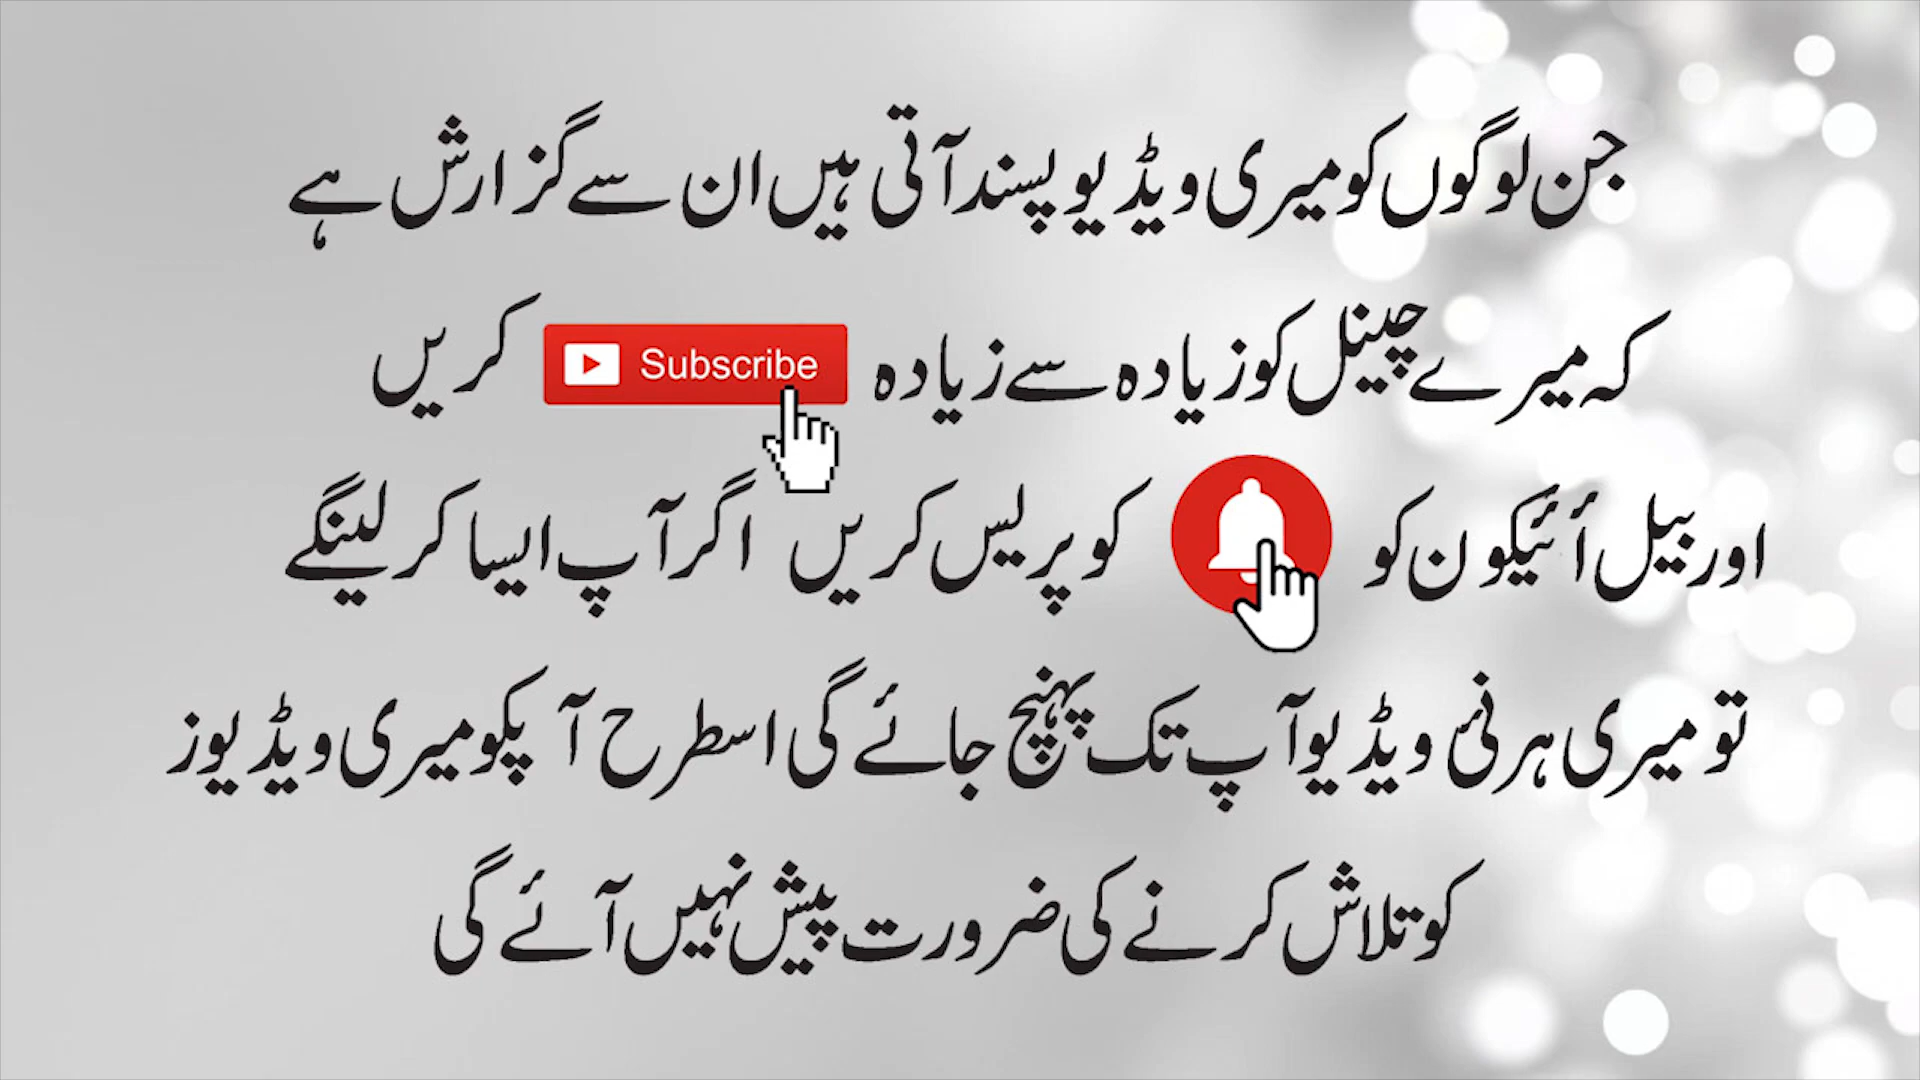 جن لوگوں کو میری ویڈیو پسند آتی ہیں ان سے گزارش ہے
کہ میرے چینل کو زیادہ سے زیادہ Subscribe کریں
اور بیل أئیکون کو کو پریس کریں اگر آپ ایسا کر لینگے
تو میری ہر نئی ویڈیو آپ تک پہنچ جائے گی اسطرح آ پکو میری ویڈیوز
کو تلاش کرنے کی ضرورت پیش نہیں آئے گی